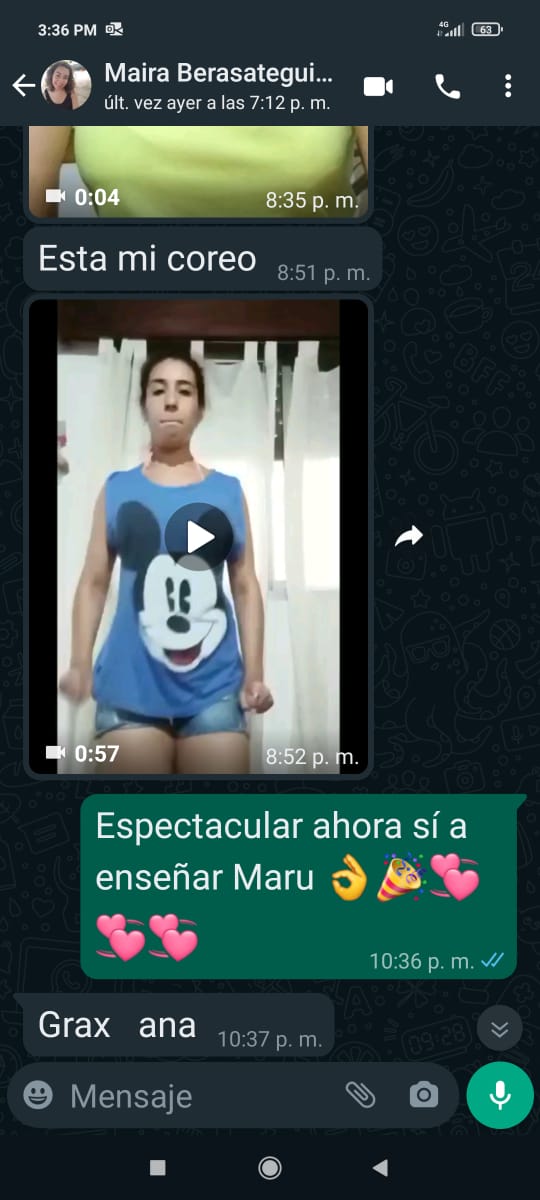 3:36 PM
4G
63
Maira Berasategui...
últ. vez ayer a las 7:12 p. m.
0:04
8:35 p. m.
Esta mi coreo
8:51 p. m.
0:57
8:52 p. m.
Espectacular ahora sí a
enseñar Maru 👌🎉💞
💞💞
10:36 p. m.
Grax ana
10:37 p. m.
Mensaje